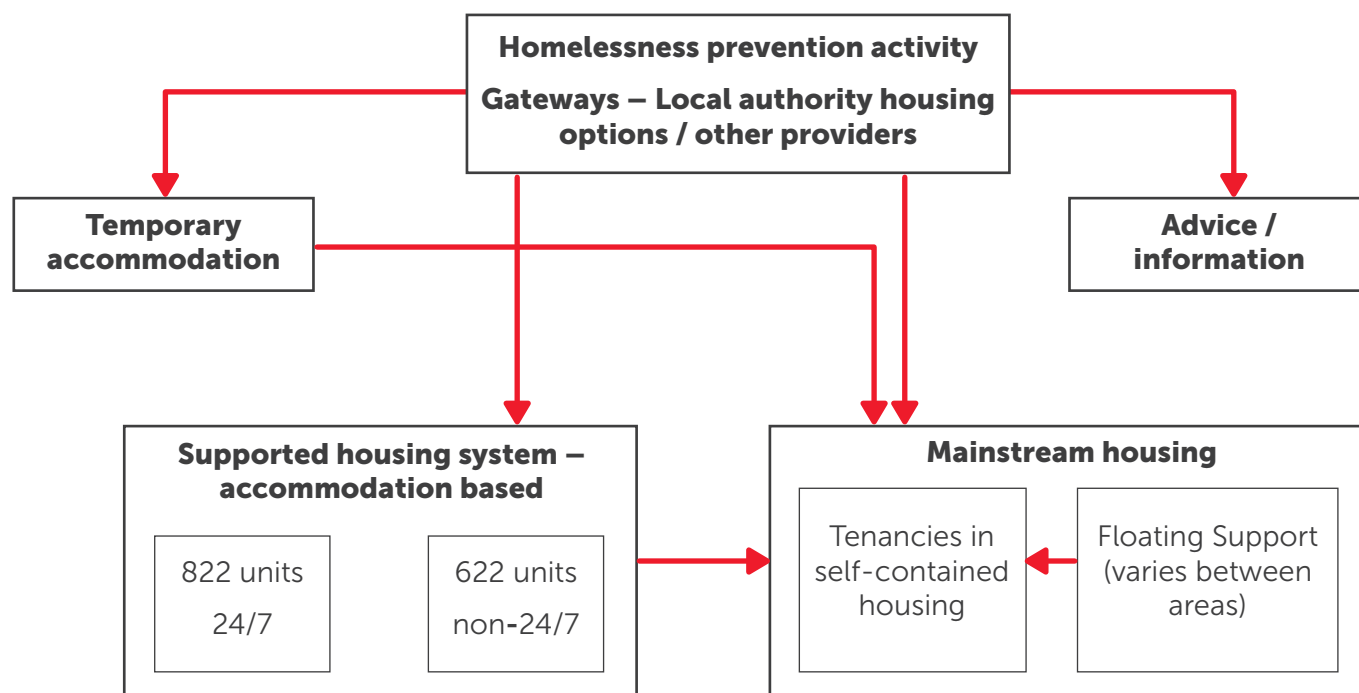 Homelessness prevention activity
Gateways – Local authority housing
options / other providers
Temporary
accommodation
Advice /
information
Supported housing system –
accommodation based
822 units
24/7
622 units
non-24/7
Mainstream housing
Tenancies in
self-contained
housing
Floating Support
(varies between
areas)